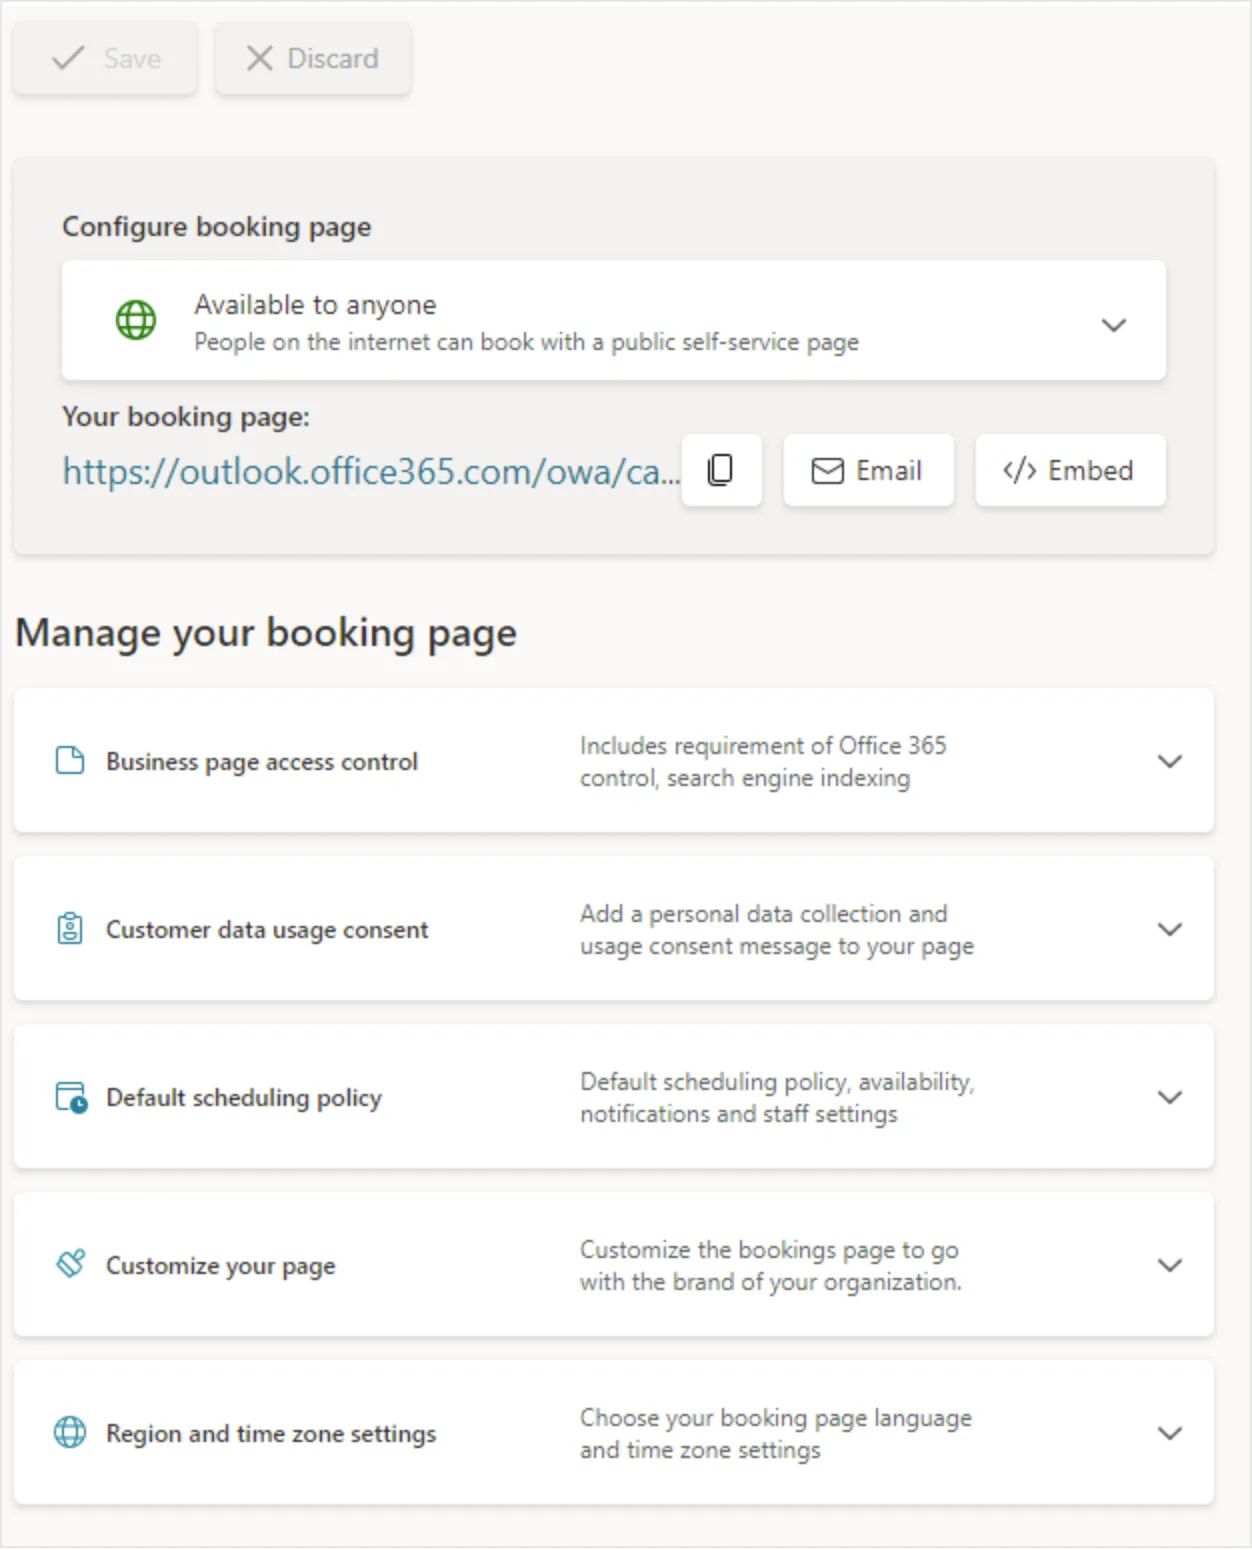 Save
Discard
Configure booking page
Available to anyone
People on the internet can book with a public self-service page
Your booking page:
https://outlook.office365.com/owa/ca...
Email
</> Embed
Manage your booking page
Business page access control
Includes requirement of Office 365
control, search engine indexing
Customer data usage consent
Add a personal data collection and
usage consent message to your page
Default scheduling policy
Default scheduling policy, availability,
notifications and staff settings
Customize your page
Customize the bookings page to go
with the brand of your organization.
Region and time zone settings
Choose your booking page language
and time zone settings